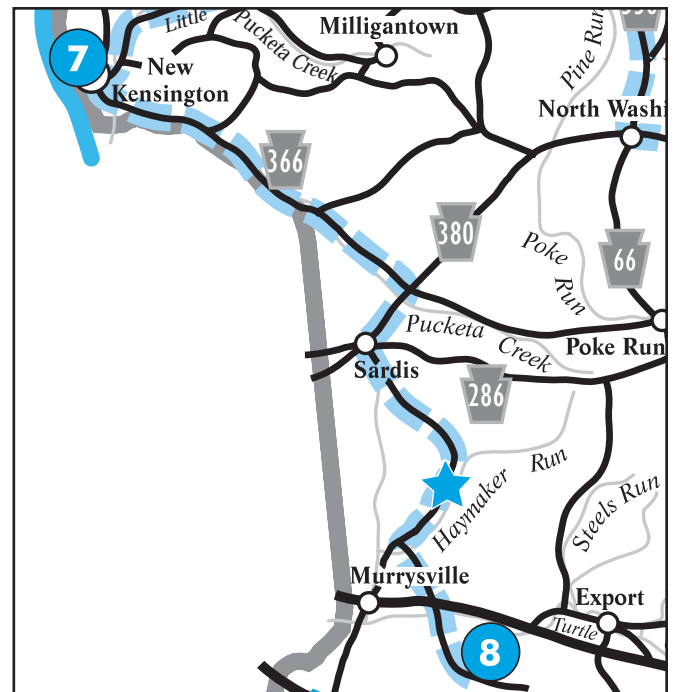 Little
Milligantown
Pucketa Creek
7
New
Kensington
Pine Run
North Washi
366
380
Poke
Run
66
Pucketa
Creek
Poke Run
Sardis
286
Haymaker
Run
Steels Run
Murrysville
Export
Turtle
8